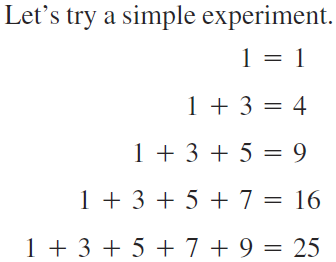 Let’s try a simple experiment.
1 = 1
1 + 3 = 4
1 + 3 + 5 = 9
1 + 3 + 5 + 7 = 16
1 + 3 + 5 + 7 + 9 = 25